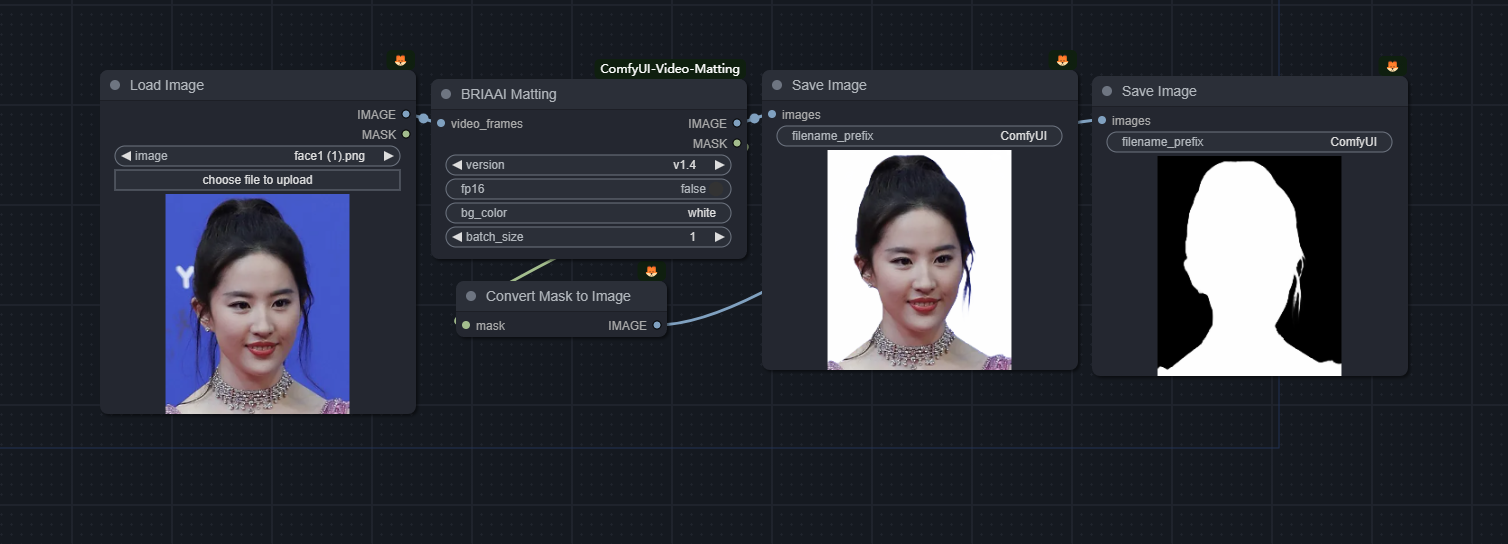 Load Image
IMAGE
MASK
image face1 (1).png
choose file to upload
Y
ComfyUI-Video-Matting
BRIAAI Matting
video_frames IMAGE
MASK
version v1.4
fp16 false
bg_color white
batch_size 1
Convert Mask to Image
mask IMAGE
Save Image
images
filename_prefix ComfyUI
Save Image
images
filename_prefix ComfyUI